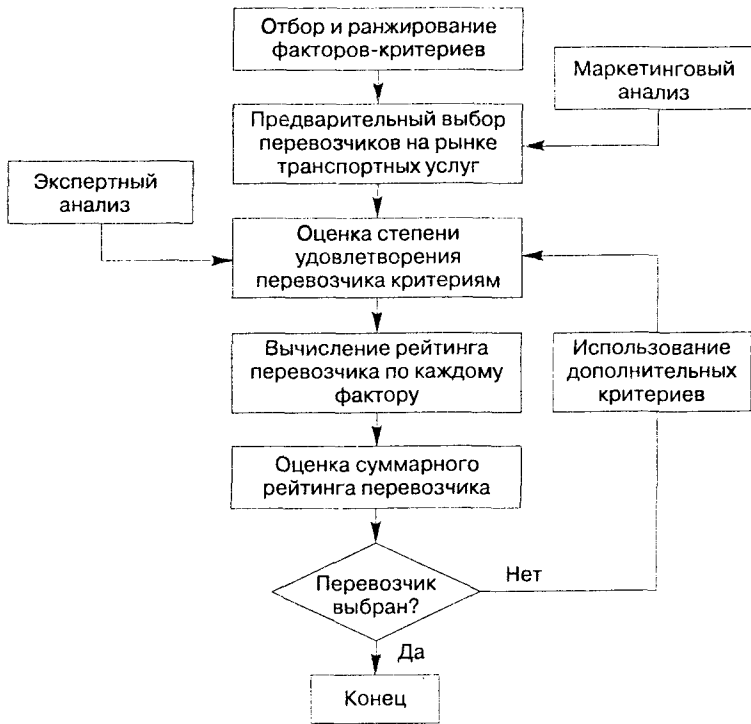 Отбор и ранжирование
факторов-критериев
Маркетинговый
анализ
Предварительный выбор
перевозчиков на рынке
транспортных услуг
Экспертный
анализ
Оценка степени
удовлетворения
перевозчика критериям
Вычисление рейтинга
перевозчика по каждому
фактору
Использование
дополнительных
критериев
Оценка суммарного
рейтинга перевозчика
Перевозчик
выбран?
Нет
Да
Конец